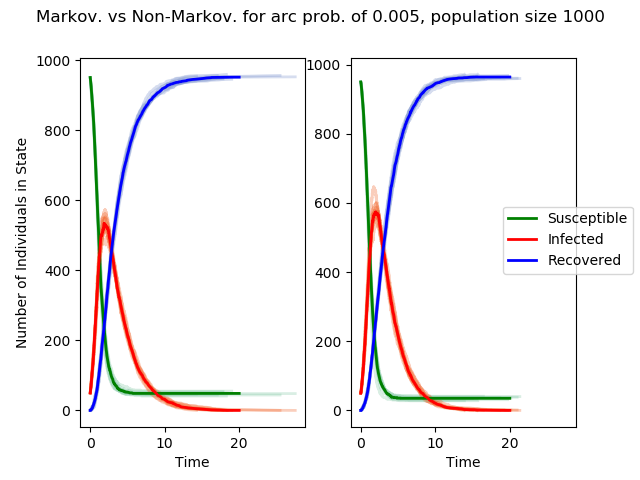 Markov. vs Non-Markov. for arc prob. of 0.005, population size 1000
Number of Individuals in State
1000
800
600
400
200
0
0
10
20
Time
1000
800
600
400
200
0
0
10
20
Time
Susceptible
Infected
Recovered